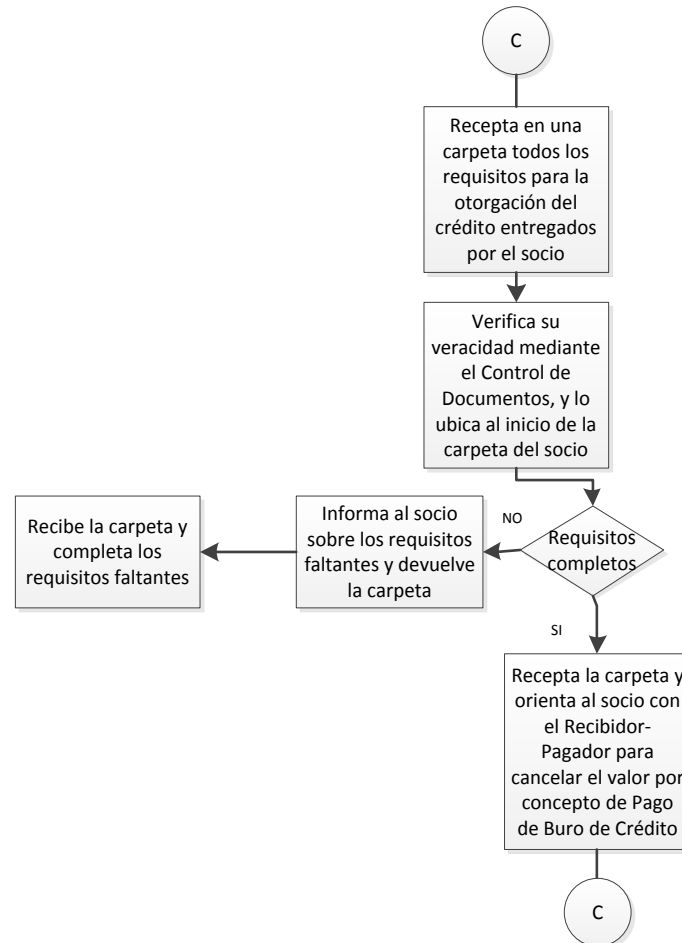 C
Recepta en una
carpeta todos los
requisitos para la
otorgación del
crédito entregados
por el socio
Verifica su
veracidad mediante
el Control de
Documentos, y lo
ubica al inicio de la
carpeta del socio
Requisitos
completos
NO
Informa al socio
sobre los requisitos
faltantes y devuelve
la carpeta
Recibe la carpeta y
completa los
requisitos faltantes
SI
Recepta la carpeta y
orienta al socio con
el Recibidor-
Pagador para
cancelar el valor por
concepto de Pago
de Buro de Crédito
C